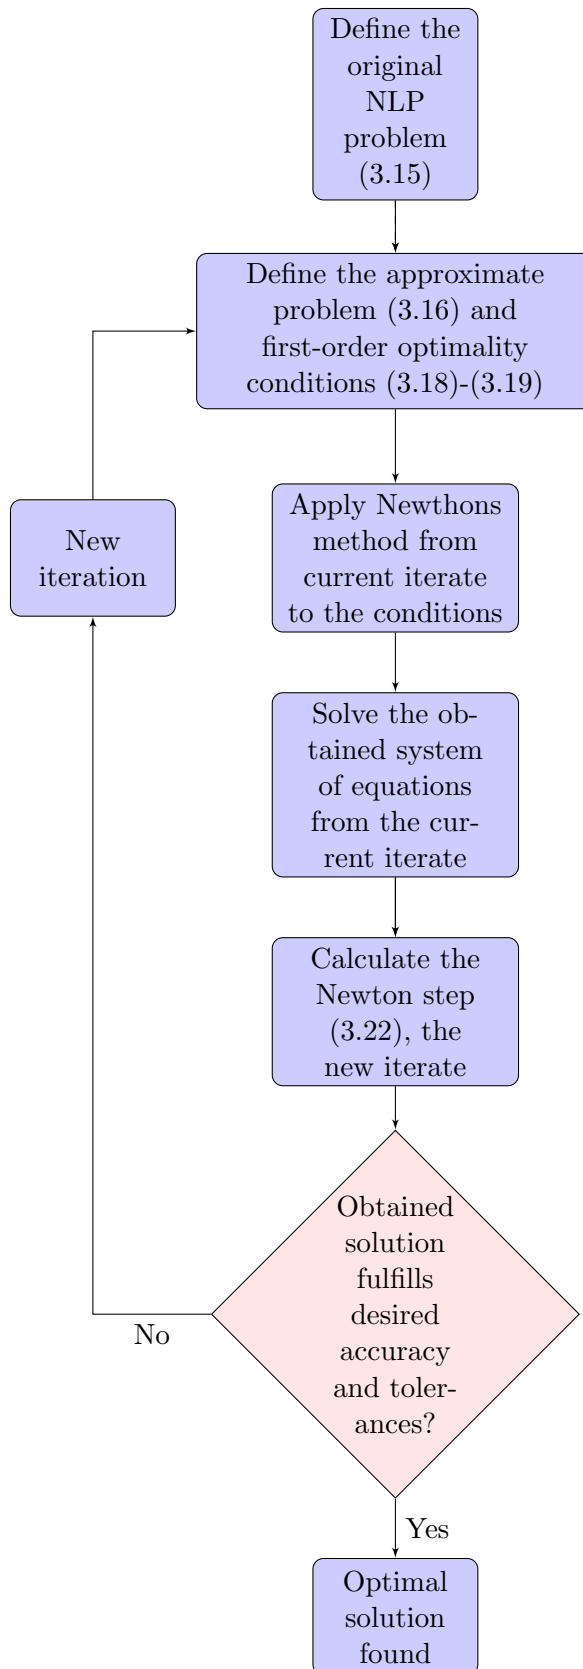 Define the
original
NLP
problem
(3.15)
Define the approximate
problem (3.16) and
first-order optimality
conditions (3.18)-(3.19)
New
iteration
Apply Newthons
method from
current iterate
to the conditions
Solve the ob-
tained system
of equations
from the cur-
rent iterate
Calculate the
Newton step
(3.22), the
new iterate
Obtained
solution
fulfills
desired
accuracy
and toler-
ances?
No
Yes
Optimal
solution
found